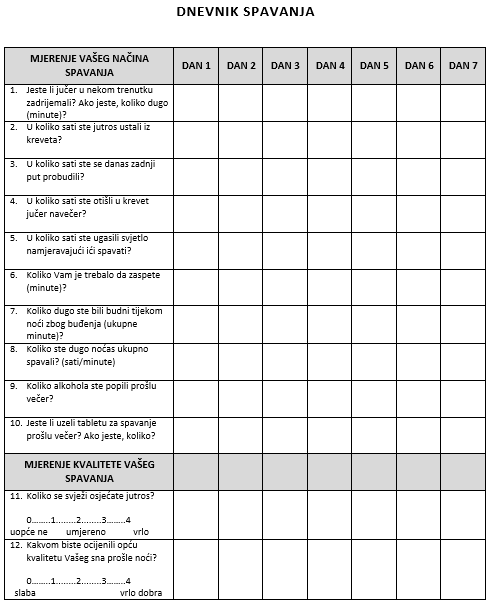 DNEVNIK SPAVANJA
MJERENJE VAŠEG NAČINA
SPAVANJA
DAN 1 DAN 2 DAN 3 DAN 4 DAN 5 DAN 6 DAN 7
1. Jeste li jučer u nekom trenutku
zadrijemali? Ako jeste, koliko dugo
(minute)?
2. U koliko sati ste jutros ustali iz
kreveta?
3. U koliko sati ste se danas zadnji
put probudili?
4. U koliko sati ste otišli u krevet
jučer navečer?
5. U koliko sati ste ugasili svjetlo
namjeravajući ići spavati?
6. Koliko Vam je trebalo da zaspete
(minute)?
7. Koliko dugo ste bili budni tijekom
noći zbog buđenja (ukupne
minute)?
8. Koliko ste dugo noćas ukupno
spavali? (sati/minute)
9. Koliko alkohola ste popili prošlu
večer?
10. Jeste li uzeli tabletu za spavanje
prošlu večer? Ako jeste, koliko?
MJERENJE KVALITETE VAŠEG
SPAVANJA
11. Koliko se svježi osjećate jutros?
0........1........2........3........4
uopće ne umjereno vrlo
12. Kakvom biste ocijenili opću
kvalitetu Vašeg sna prošle noći?
0........1........2........3........4
slaba vrlo dobra